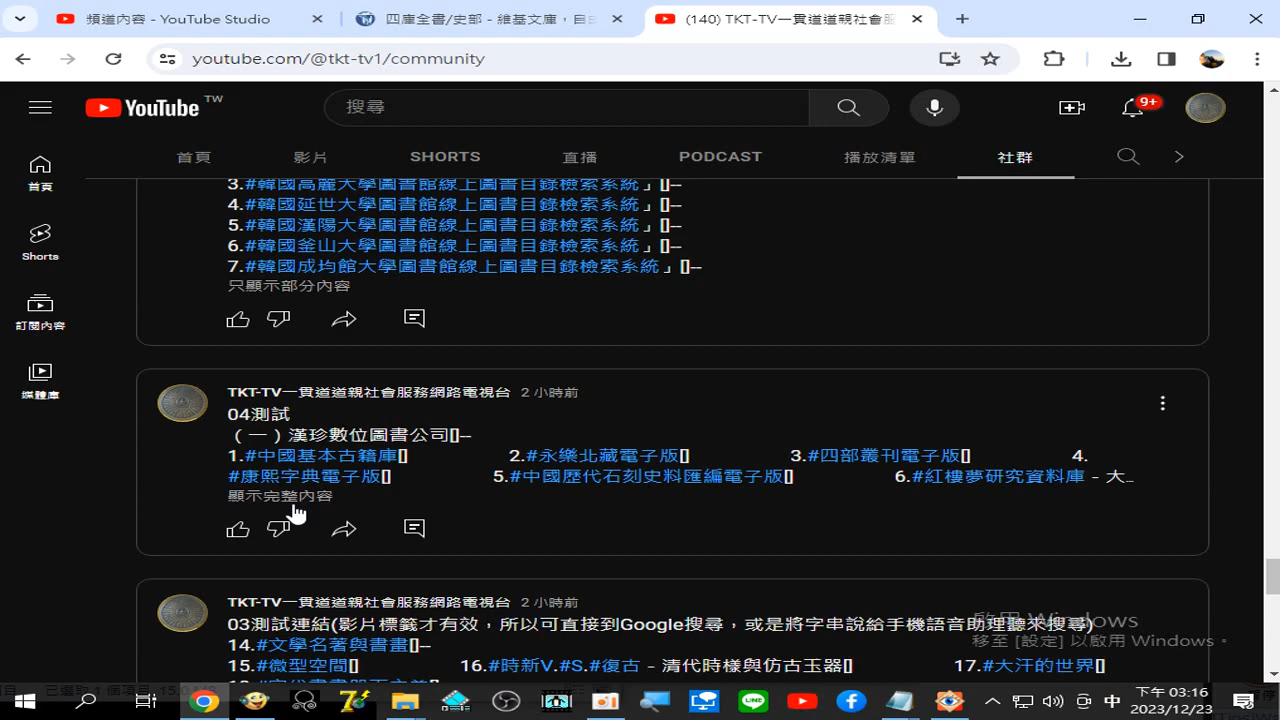 頻道內容 - YouTube Studio
四庫全書/史部 - 維基文庫，自
(140) TKT-TV一貫道道親社會服
youtube.com/@tkt-tv1/community
YouTube TW
搜尋
9+
首頁
影片
SHORTS
直播
PODCAST
播放清單
社群
首頁
Shorts
訂閱內容
媒體庫
3.#韓國高麗大學圖書館線上圖書目錄檢索系統」[]--
4.#韓國延世大學圖書館線上圖書目錄檢索系統」[]--
5.#韓國漢陽大學圖書館線上圖書目錄檢索系統」[]--
6.#韓國釜山大學圖書館線上圖書目錄檢索系統」[]--
7.#韓國成均館大學圖書館線上圖書目錄檢索系統」[]--
只顯示部分內容
TKT-TV一貫道道親社會服務網路電視台 2 小時前
04測試
（一）漢珍數位圖書公司[]--
1.#中國基本古籍庫[] 2.#永樂北藏電子版[] 3.#四部叢刊電子版[] 4.
#康熙字典電子版[] 5.#中國歷代石刻史料匯編電子版[] 6.#紅樓夢研究資料庫 - 大...
顯示完整內容
TKT-TV一貫道道親社會服務網路電視台 2 小時前
03測試連結(影片標籤才有效，所以可直接到Google搜尋，或是將字串說給手機語音助理聽來搜尋)
14.#文學名著與書畫[]--
15.#微型空間[] 16.#時新V.#S.#復古 - 清代時樣與仿古玉器[] 17.#大汗的世界[]
啟用 Windows
移至 [設定] 以啟用 Windows。
中
下午 03:16
2023/12/23